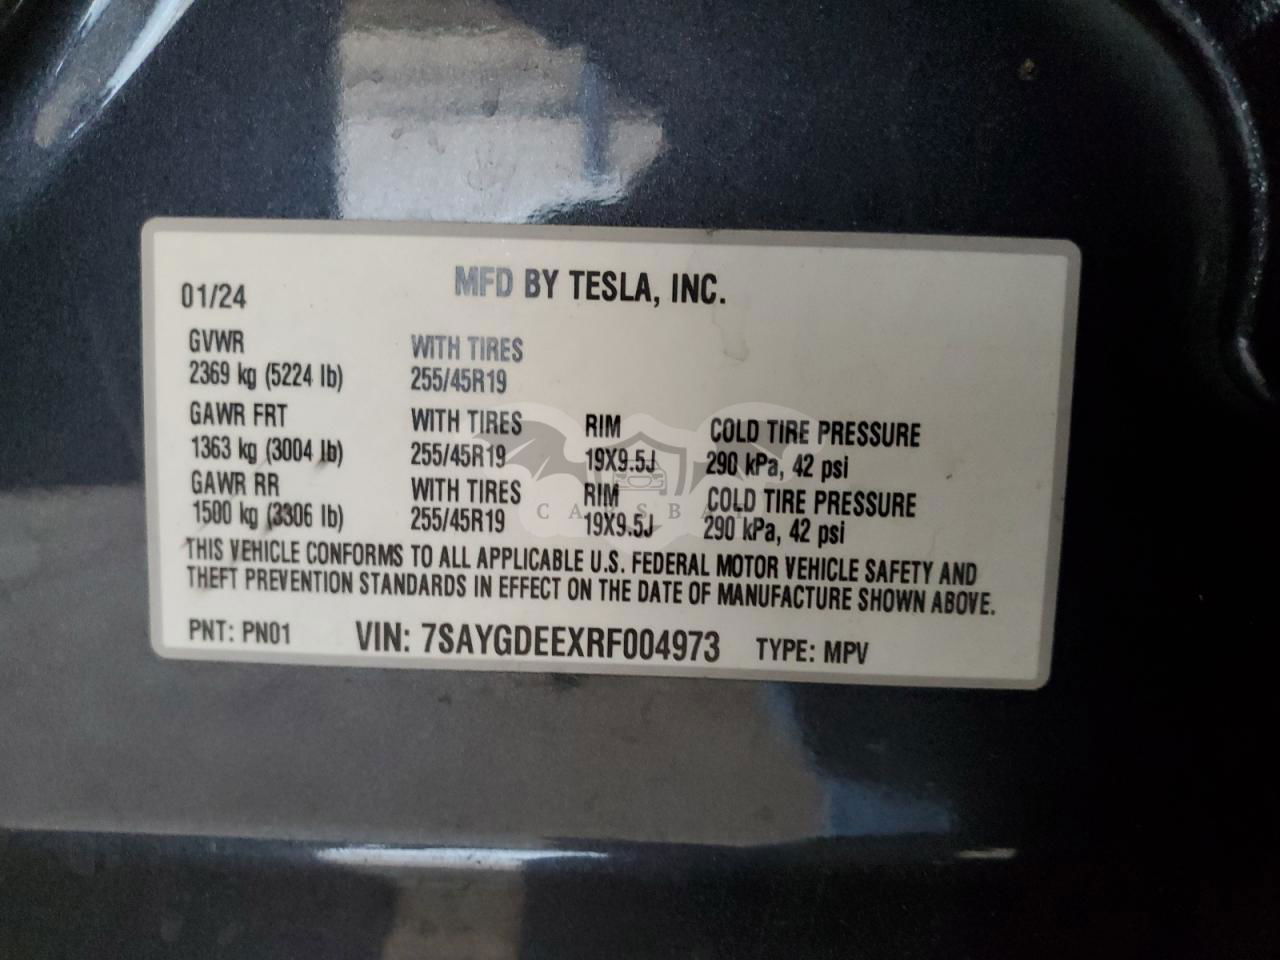 01/24 MFD BY TESLA, INC.
GVWR WITH TIRES
2369 kg (5224 lb) 255/45R19
GAWR FRT WITH TIRES RIM COLD TIRE PRESSURE
1363 kg (3004 lb) 255/45R19 19X9.5J 290 kPa, 42 psi
GAWR RR WITH TIRES RIM COLD TIRE PRESSURE
1500 kg (3306 lb) 255/45R19 19X9.5J 290 kPa, 42 psi
THIS VEHICLE CONFORMS TO ALL APPLICABLE U.S. FEDERAL MOTOR VEHICLE SAFETY AND
THEFT PREVENTION STANDARDS IN EFFECT ON THE DATE OF MANUFACTURE SHOWN ABOVE.
PNT: PN01 VIN: 7SAYGDEEXRF004973 TYPE: MPV